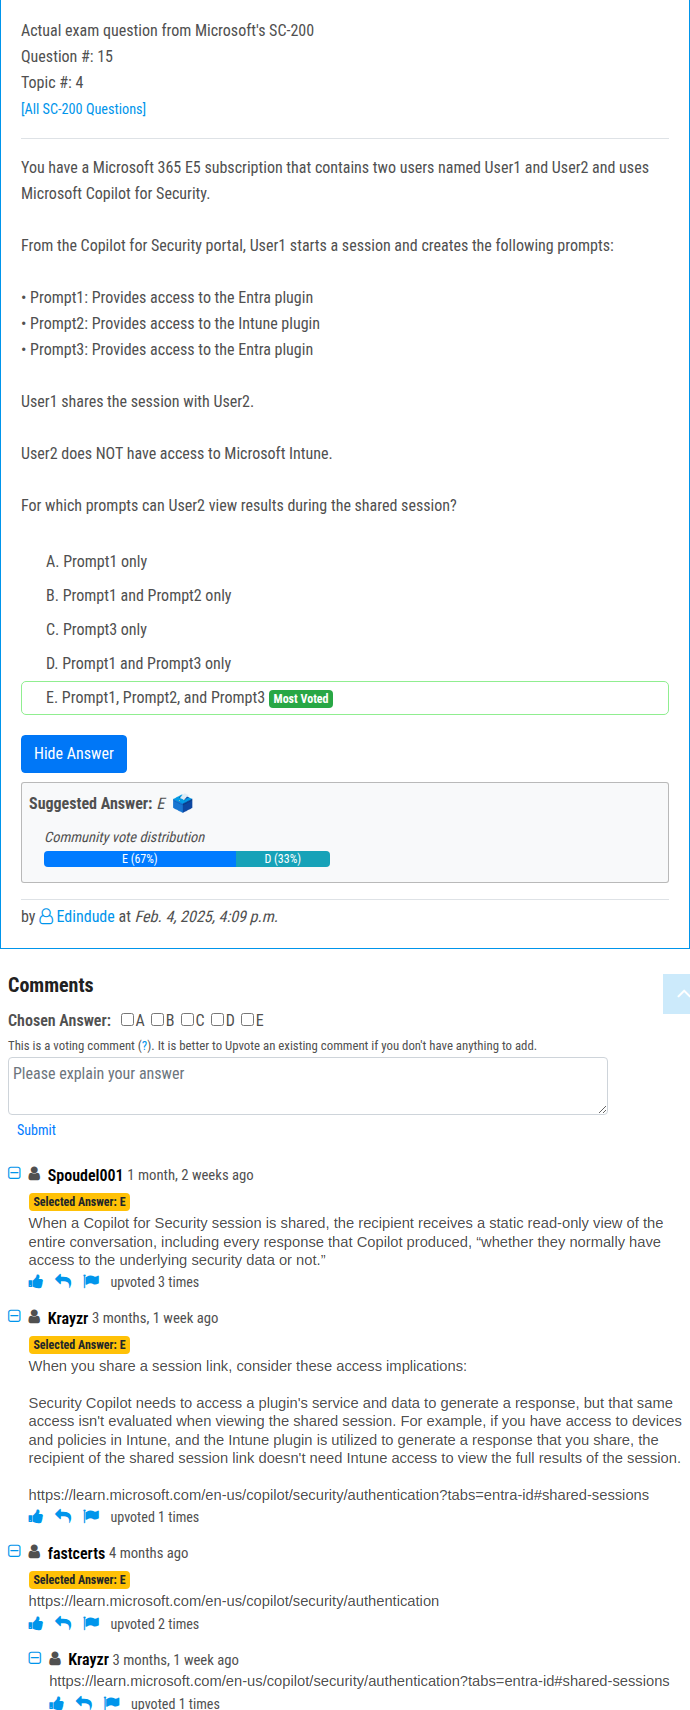 Actual exam question from Microsoft's SC-200
Question #: 15
Topic #: 4
[All SC-200 Questions]
You have a Microsoft 365 E5 subscription that contains two users named User1 and User2 and uses
Microsoft Copilot for Security.
From the Copilot for Security portal, User1 starts a session and creates the following prompts:
• Prompt1: Provides access to the Entra plugin
• Prompt2: Provides access to the Intune plugin
• Prompt3: Provides access to the Entra plugin
User1 shares the session with User2.
User2 does NOT have access to Microsoft Intune.
For which prompts can User2 view results during the shared session?
A. Prompt1 only
B. Prompt1 and Prompt2 only
C. Prompt3 only
D. Prompt1 and Prompt3 only
E. Prompt1, Prompt2, and Prompt3 Most Voted
Hide Answer
Suggested Answer: E
Community vote distribution
E (67%) D (33%)
by Edindude at Feb. 4, 2025, 4:09 p.m.
Comments
Chosen Answer: A B C D E
This is a voting comment (?). It is better to Upvote an existing comment if you don't have anything to add.
Please explain your answer
Submit
Spoudel001 1 month, 2 weeks ago
Selected Answer: E
When a Copilot for Security session is shared, the recipient receives a static read-only view of the
entire conversation, including every response that Copilot produced, “whether they normally have
access to the underlying security data or not.”
upvoted 3 times
Krayzr 3 months, 1 week ago
Selected Answer: E
When you share a session link, consider these access implications:
Security Copilot needs to access a plugin's service and data to generate a response, but that same
access isn't evaluated when viewing the shared session. For example, if you have access to devices
and policies in Intune, and the Intune plugin is utilized to generate a response that you share, the
recipient of the shared session link doesn't need Intune access to view the full results of the session.
https://learn.microsoft.com/en-us/copilot/security/authentication?tabs=entra-id#shared-sessions
upvoted 1 times
fastcerts 4 months ago
Selected Answer: E
https://learn.microsoft.com/en-us/copilot/security/authentication
upvoted 2 times
Krayzr 3 months, 1 week ago
https://learn.microsoft.com/en-us/copilot/security/authentication?tabs=entra-id#shared-sessions
upvoted 1 times